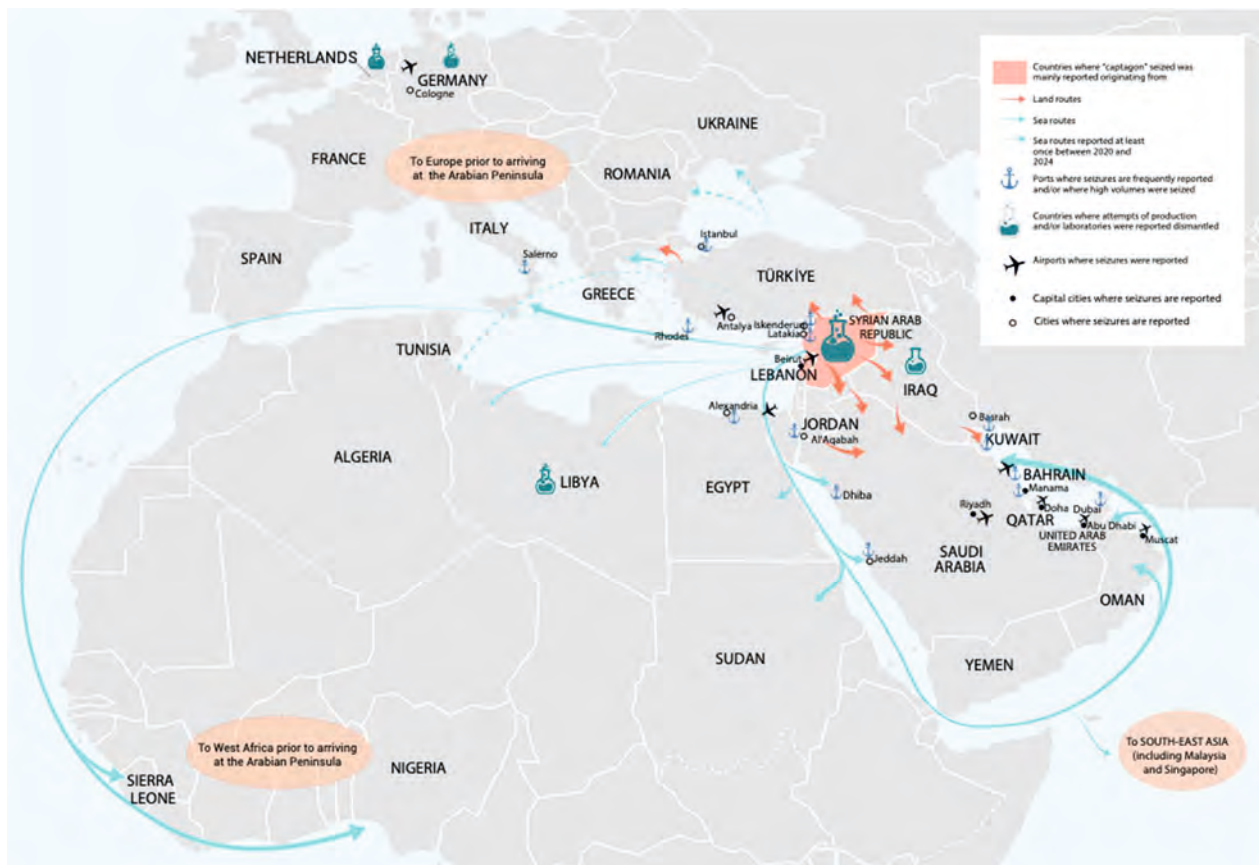 NETHERLANDS
GERMANY
Cologne
FRANCE
To Europe prior to arriving
at the Arabian Peninsula
UKRAINE
ROMANIA
ITALY
Salerno
SPAIN
Istanbul
TÜRKİYE
GREECE
TUNISIA
Rhodes
Antalya
Iskenderun
Latakia
SYRIAN ARAB
REPUBLIC
Beirut
LEBANON
IRAQ
Alexandria
JORDAN
Al'Aqabah
Basrah
KUWAIT
ALGERIA
LIBYA
EGYPT
Dhiba
BAHRAIN
Manama
Riyadh
Doha
Dubai
QATAR
Abu Dhabi
UNITED ARAB
EMIRATES
Muscat
Jeddah
SAUDI
ARABIA
OMAN
SUDAN
YEMEN
To West Africa prior to arriving
at the Arabian Peninsula
SIERRA
LEONE
NIGERIA
To SOUTH-EAST ASIA
(including Malaysia
and Singapore)
Countries where "captagon" seized was
mainly reported originating from
Land routes
Sea routes
Sea routes reported at least
once between 2020 and
2024
Ports where seizures are frequently reported
and/or where high volumes were seized
Countries where attempts of production
and/or laboratories were reported dismantled
Airports where seizures were reported
Capital cities where seizures are reported
Cities where seizures are reported